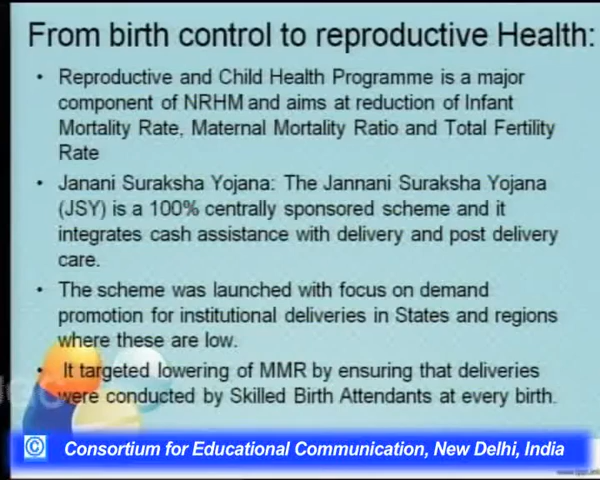 From birth control to reproductive Health:
• Reproductive and Child Health Programme is a major
component of NRHM and aims at reduction of Infant
Mortality Rate, Maternal Mortality Ratio and Total Fertility
Rate
• Janani Suraksha Yojana: The Jannani Suraksha Yojana
(JSY) is a 100% centrally sponsored scheme and it
integrates cash assistance with delivery and post delivery
care.
• The scheme was launched with focus on demand
promotion for institutional deliveries in States and regions
where these are low.
• It targeted lowering of MMR by ensuring that deliveries
were conducted by Skilled Birth Attendants at every birth.
© Consortium for Educational Communication, New Delhi, India